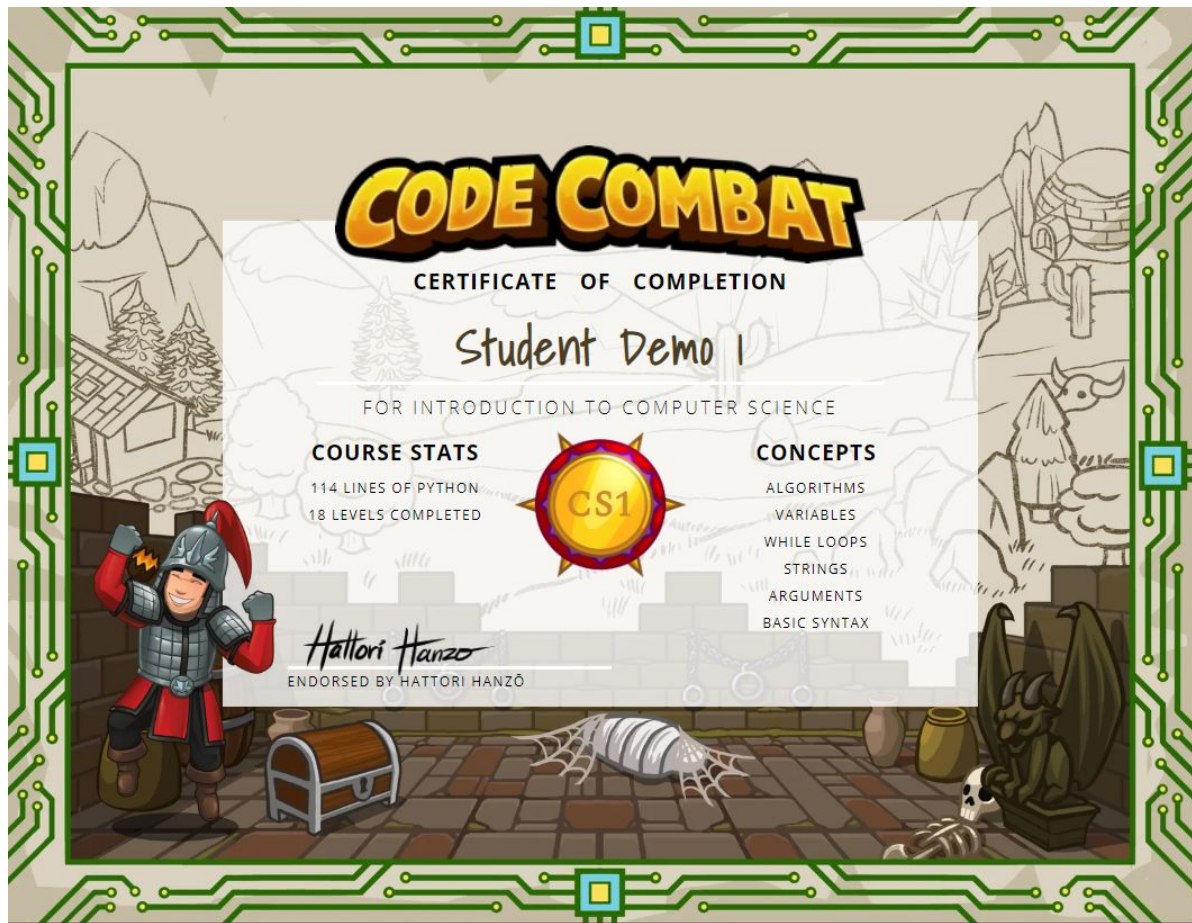 CODE COMBAT
CERTIFICATE OF COMPLETION
Student Demo 1
FOR INTRODUCTION TO COMPUTER SCIENCE
COURSE STATS
114 LINES OF PYTHON
18 LEVELS COMPLETED
CS1
CONCEPTS
ALGORITHMS
VARIABLES
WHILE LOOPS
STRINGS
ARGUMENTS
BASIC SYNTAX
Hattori Hanzo
ENDORSED BY HATTORI HANZŌ